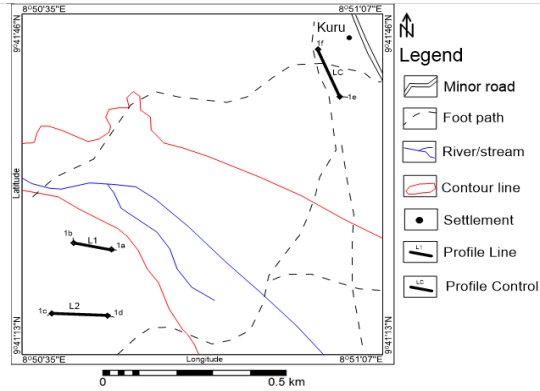 8°50'35"E 8°51'07"E
9°41'46"N 9°41'46"N
Kuru
1f
LC
1e
N
Legend
Minor road
Foot path
River/stream
Contour line
Settlement
L1 Profile Line
LC Profile Control
Latitude
1b L1 1a
1c L2 1d
9°41'13"N 9°41'13"N
8°50'35"E Longitude 8°51'07"E
0 0.5 km